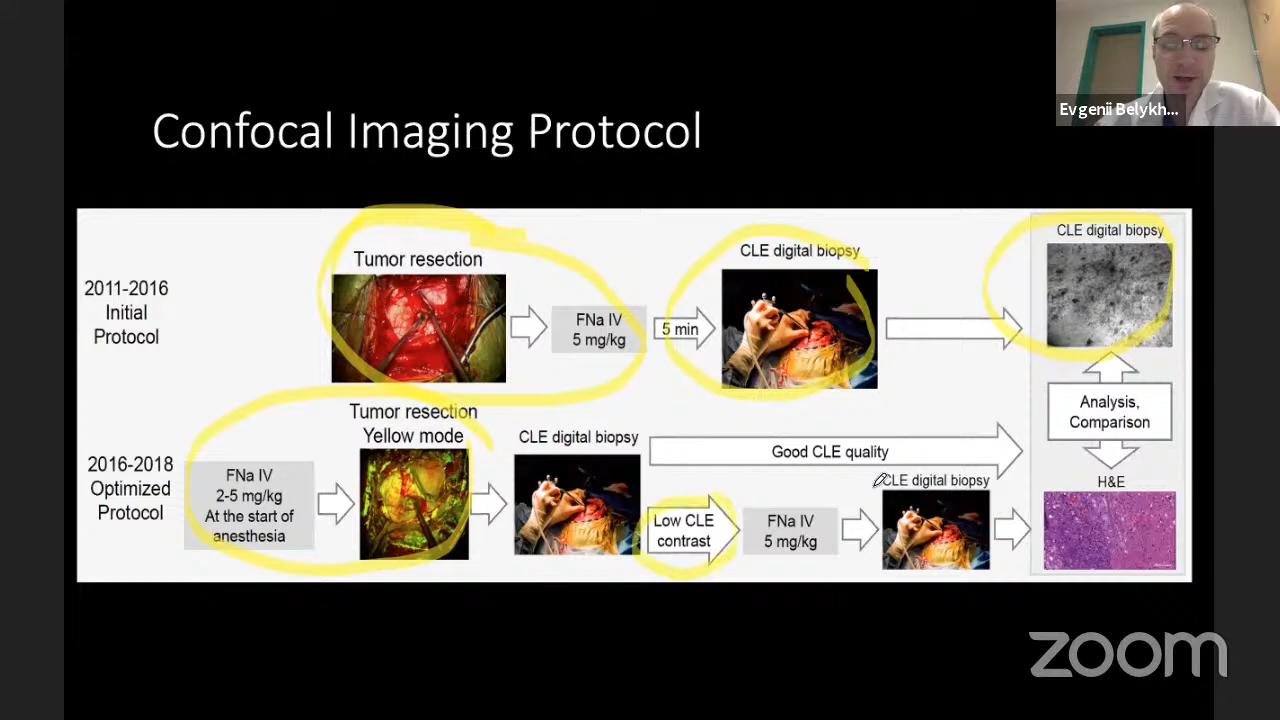 Evgenii Belykh...
Confocal Imaging Protocol
2011-2016
Initial
Protocol
Tumor resection
FNa IV
5 mg/kg
5 min
CLE digital biopsy
CLE digital biopsy
Analysis,
Comparison
H&E
2016-2018
Optimized
Protocol
FNa IV
2-5 mg/kg
At the start of
anesthesia
Tumor resection
Yellow mode
CLE digital biopsy
Good CLE quality
Low CLE
contrast
FNa IV
5 mg/kg
CLE digital biopsy
zoom